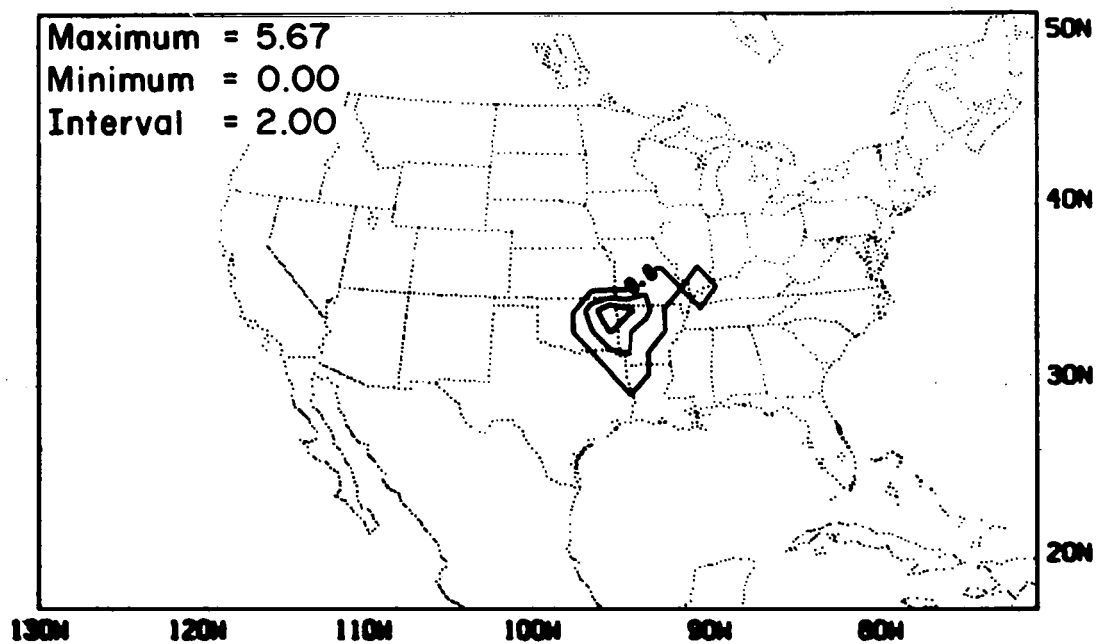 Maximum = 5.67
Minimum = 0.00
Interval = 2.00
50N
40N
30N
20N
130W 120W 110W 100W 90W 80W